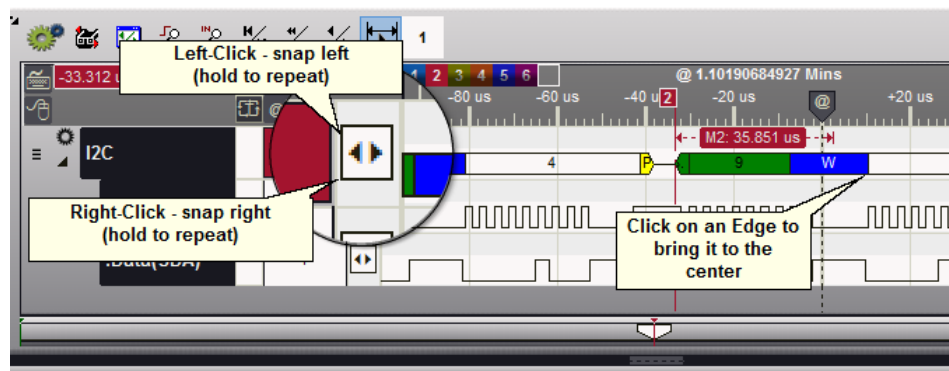 1
Left-Click - snap left
(hold to repeat)
-33.312 u
1 2 3 4 5 6
@ 1.10190684927 Mins
-80 us
-60 us
-40 u
2
-20 us
@
+20 us
M2: 35.851 us
I2C
4
P
9
W
Right-Click - snap right
(hold to repeat)
Click on an Edge to
bring it to the
center